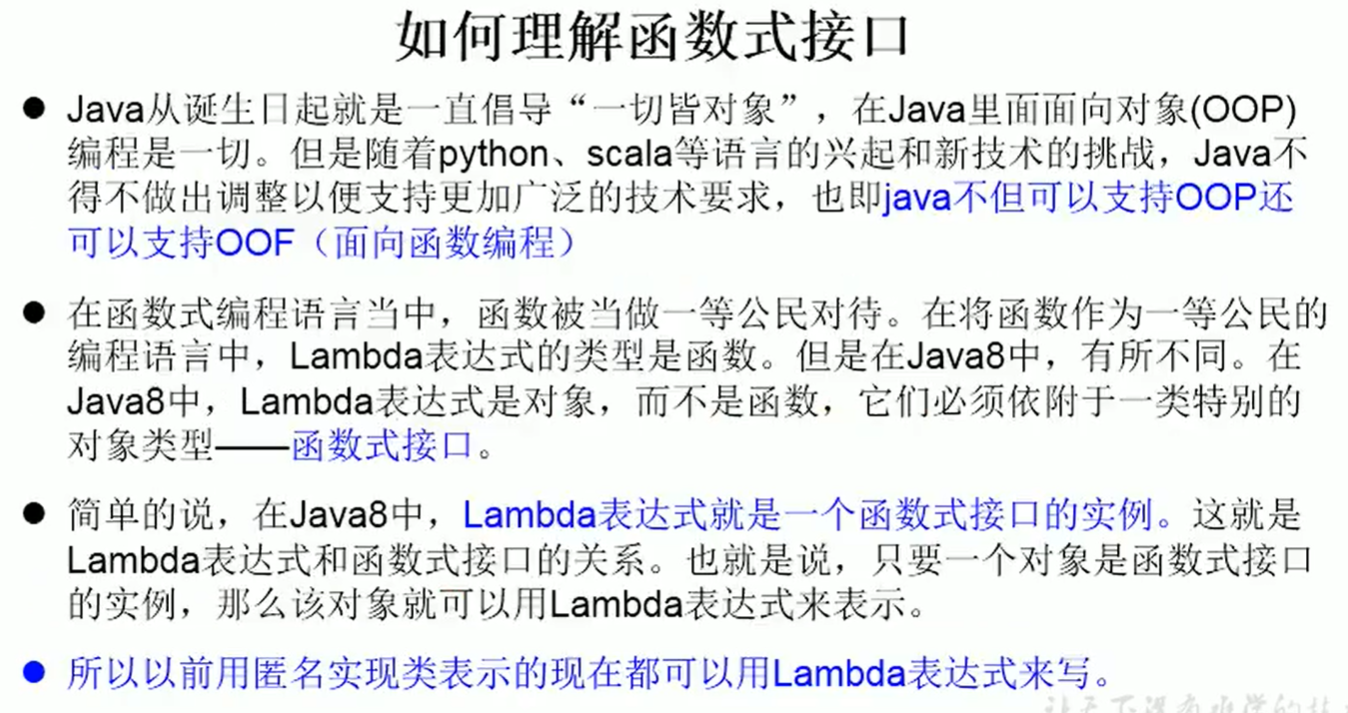 如何理解函数式接口
● Java从诞生日起就是一直倡导“一切皆对象”，在Java里面面向对象(OOP)
编程是一切。但是随着python、scala等语言的兴起和新技术的挑战，Java不
得不做出调整以便支持更加广泛的技术要求，也即java不但可以支持OOP还
可以支持OOF（面向函数编程）
● 在函数式编程语言当中，函数被当做一等公民对待。在将函数作为一等公民的
编程语言中，Lambda表达式的类型是函数。但是在Java8中，有所不同。在
Java8中，Lambda表达式是对象，而不是函数，它们必须依附于一类特别的
对象类型——函数式接口。
● 简单的说，在Java8中，Lambda表达式就是一个函数式接口的实例。这就是
Lambda表达式和函数式接口的关系。也就是说，只要一个对象是函数式接口
的实例，那么该对象就可以用Lambda表达式来表示。
● 所以以前用匿名实现类表示的现在都可以用Lambda表达式来写。